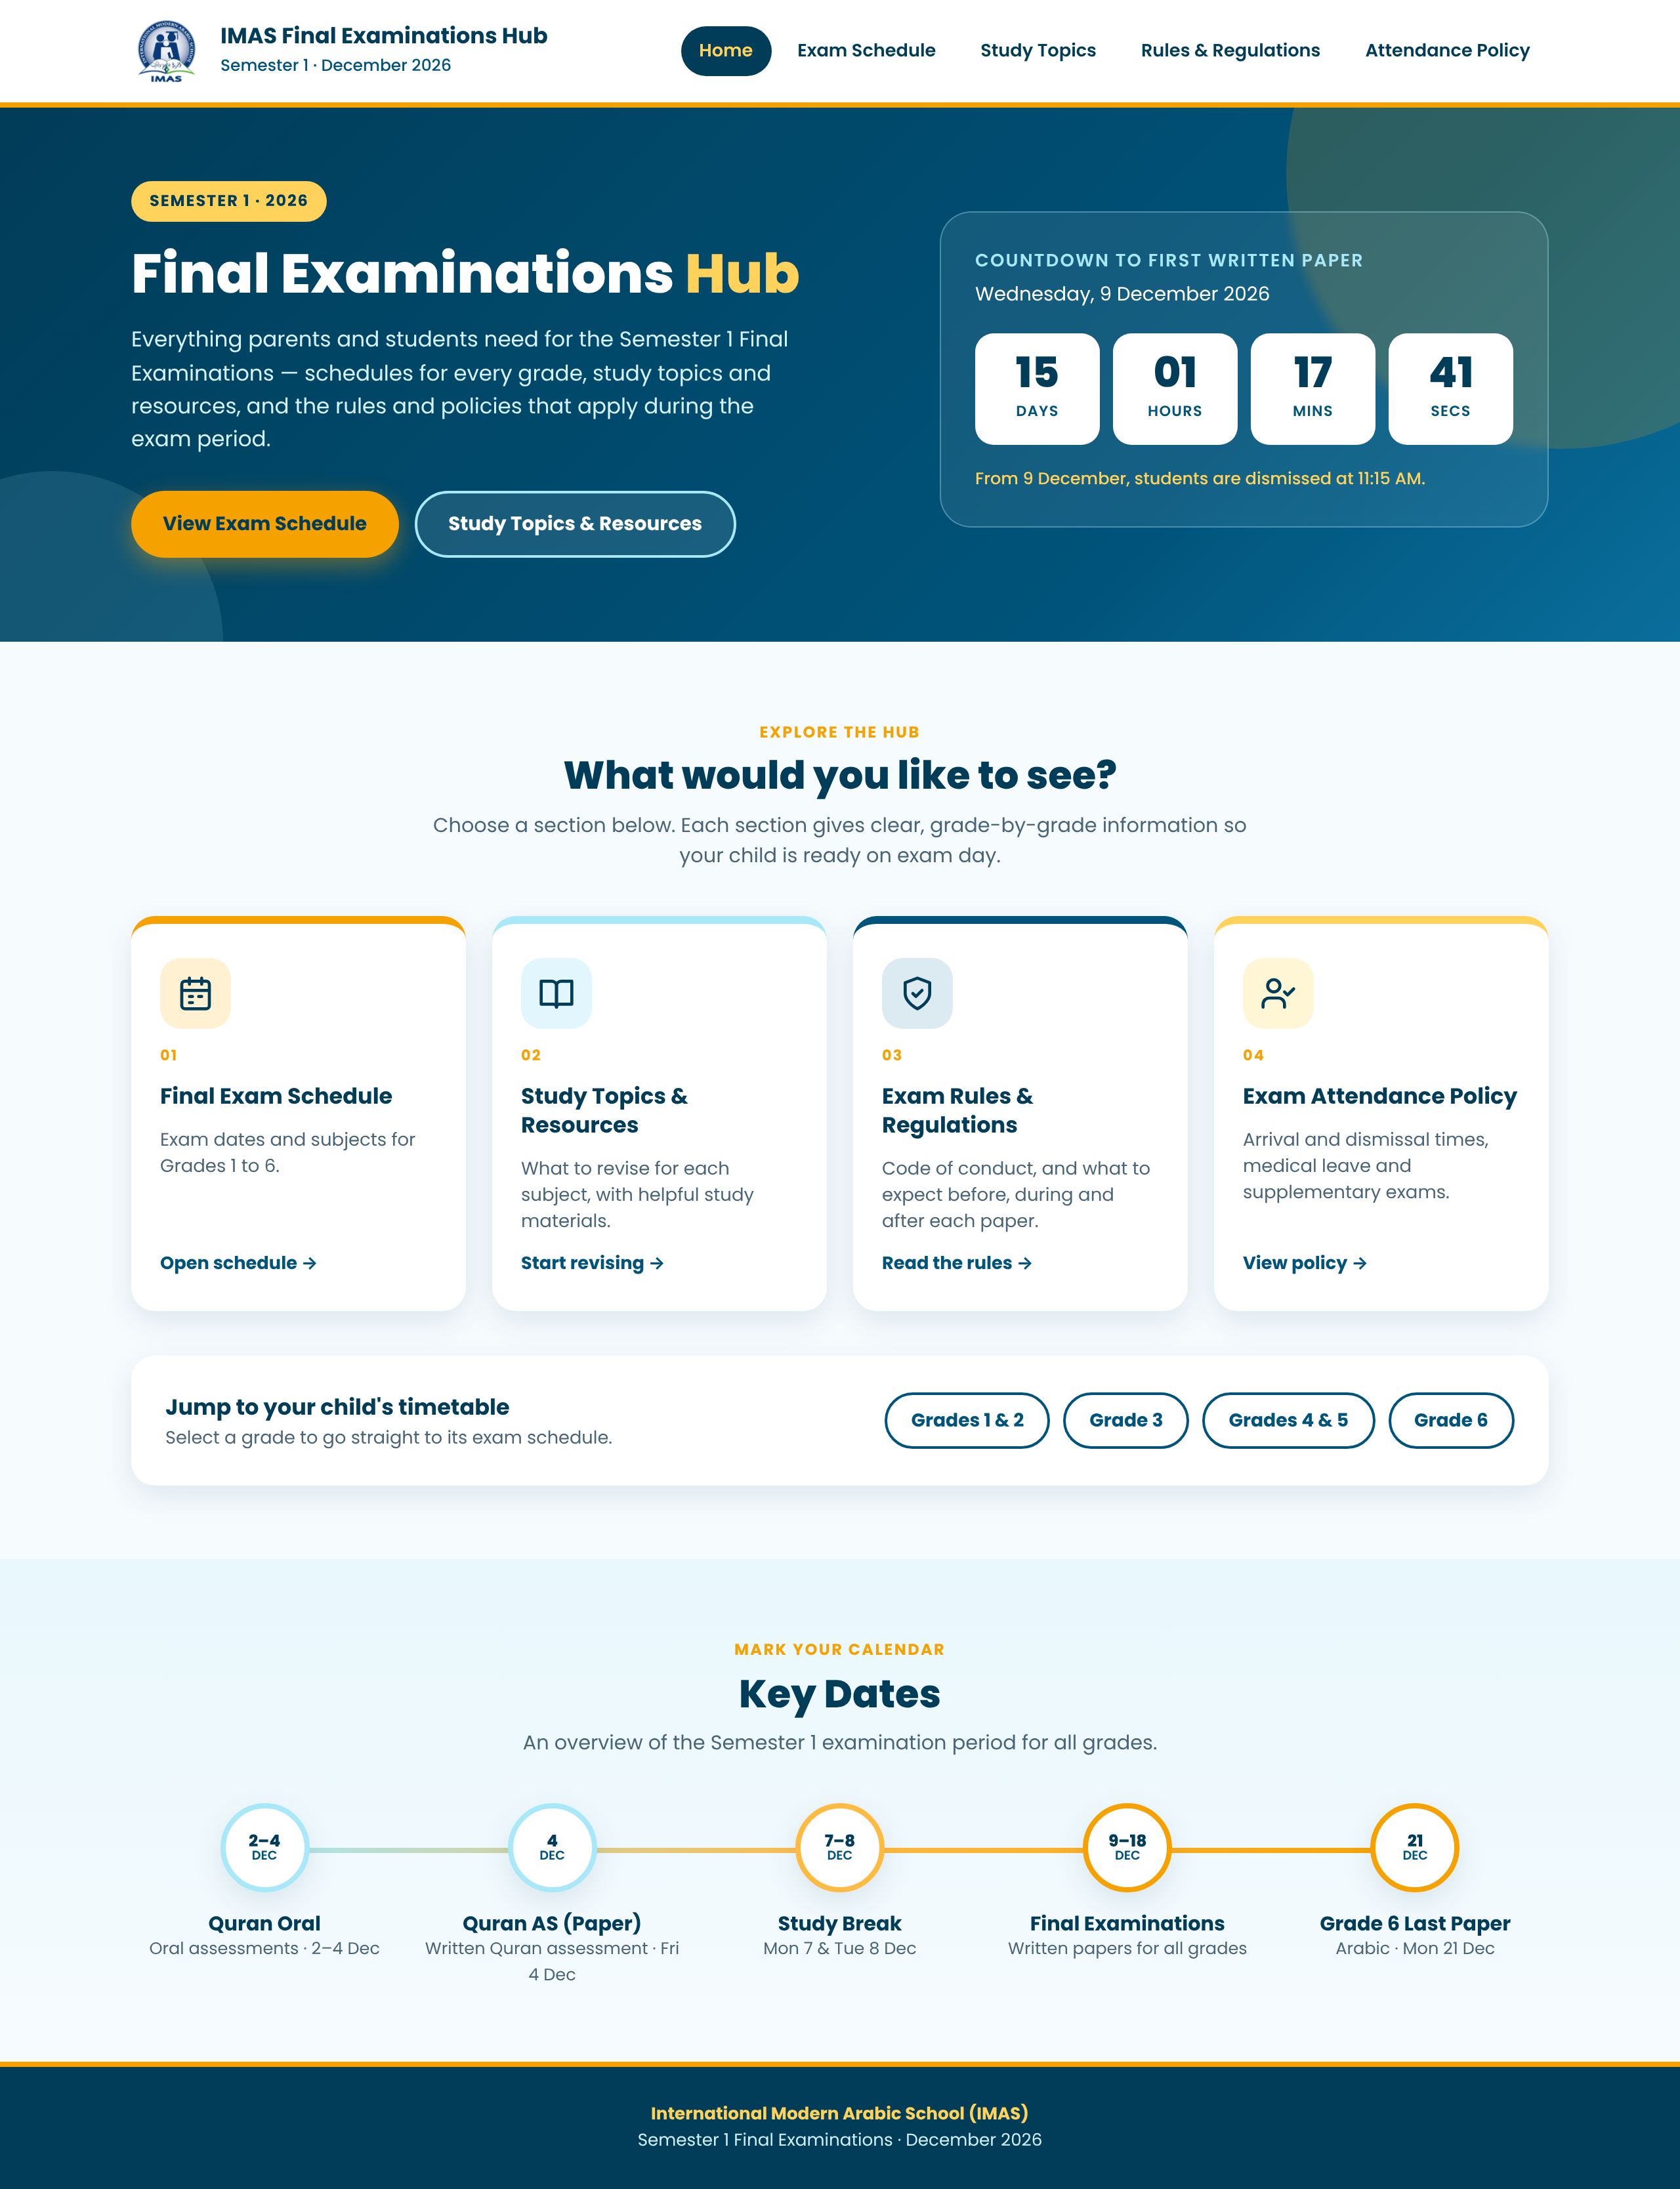 IMAS
IMAS Final Examinations Hub
Semester 1 · December 2026
Home
Exam Schedule
Study Topics
Rules & Regulations
Attendance Policy
SEMESTER 1 · 2026
Final Examinations Hub
Everything parents and students need for the Semester 1 Final
Examinations — schedules for every grade, study topics and
resources, and the rules and policies that apply during the
exam period.
View Exam Schedule
Study Topics & Resources
COUNTDOWN TO FIRST WRITTEN PAPER
Wednesday, 9 December 2026
15
DAYS
01
HOURS
17
MINS
41
SECS
From 9 December, students are dismissed at 11:15 AM.
EXPLORE THE HUB
What would you like to see?
Choose a section below. Each section gives clear, grade-by-grade information so
your child is ready on exam day.
01
Final Exam Schedule
Exam dates and subjects for
Grades 1 to 6.
Open schedule →
02
Study Topics &
Resources
What to revise for each
subject, with helpful study
materials.
Start revising →
03
Exam Rules &
Regulations
Code of conduct, and what to
expect before, during and
after each paper.
Read the rules →
04
Exam Attendance Policy
Arrival and dismissal times,
medical leave and
supplementary exams.
View policy →
Jump to your child's timetable
Select a grade to go straight to its exam schedule.
Grades 1 & 2
Grade 3
Grades 4 & 5
Grade 6
MARK YOUR CALENDAR
Key Dates
An overview of the Semester 1 examination period for all grades.
2–4
DEC
Quran Oral
Oral assessments · 2–4 Dec
4
DEC
Quran AS (Paper)
Written Quran assessment · Fri
4 Dec
7–8
DEC
Study Break
Mon 7 & Tue 8 Dec
9–18
DEC
Final Examinations
Written papers for all grades
21
DEC
Grade 6 Last Paper
Arabic · Mon 21 Dec
International Modern Arabic School (IMAS)
Semester 1 Final Examinations · December 2026